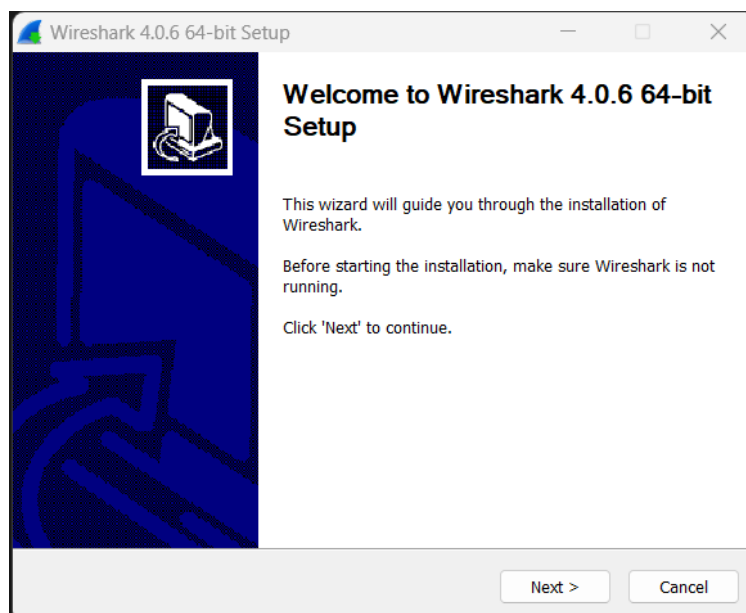 Wireshark 4.0.6 64-bit Setup
Welcome to Wireshark 4.0.6 64-bit
Setup
This wizard will guide you through the installation of
Wireshark.
Before starting the installation, make sure Wireshark is not
running.
Click 'Next' to continue.
Next >
Cancel